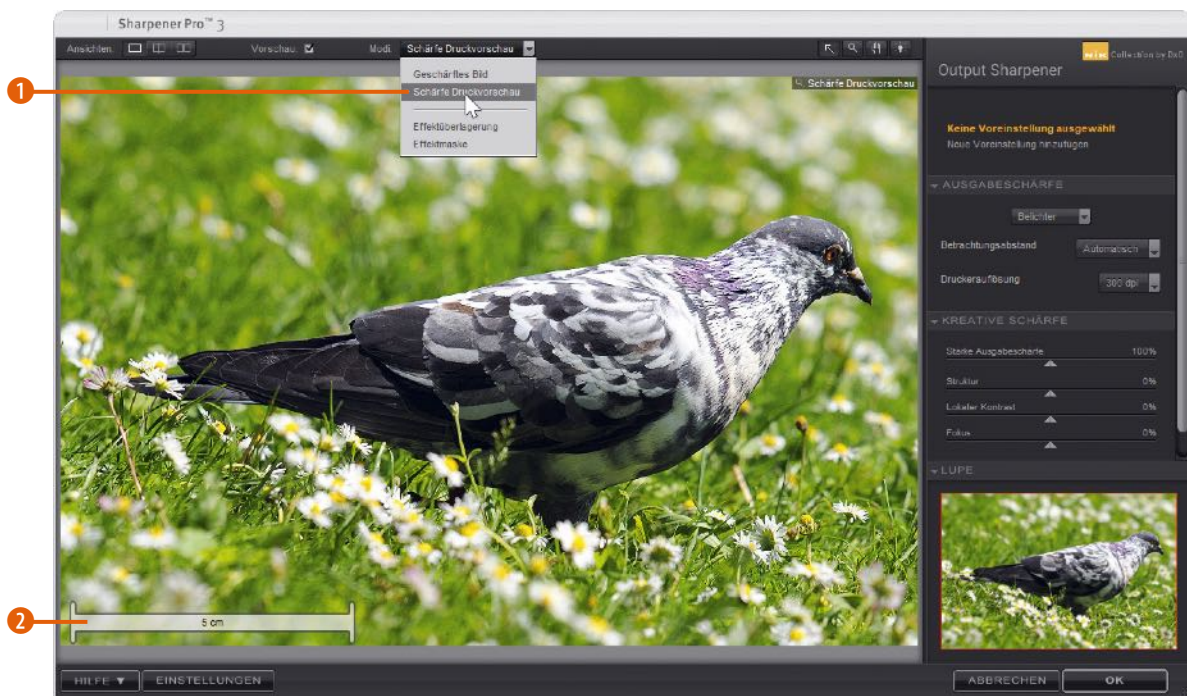 Sharpener Pro™ 3
Ansichten: Vorschau: Modi: Schärfe Druckvorschau
Geschärftes Bild
Schärfe Druckvorschau
Effektüberlagerung
Effektmaske
Schärfe Druckvorschau
1
2
5 cm
HILFE ▼ EINSTELLUNGEN
nik Collection by DxO
Output Sharpener
Keine Voreinstellung ausgewählt
Neue Voreinstellung hinzufügen
AUSGABESCHÄRFE
Belichter
Betrachtungsabstand Automatisch
Druckerauflösung 300 dpi
KREATIVE SCHÄRFE
Stärke Ausgabeschärfe 100%
Struktur 0%
Lokaler Kontrast 0%
Fokus 0%
LUPE
ABBRECHEN OK